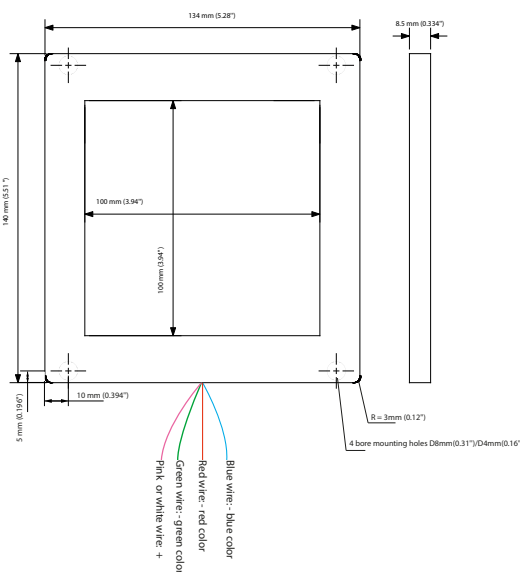 134 mm (5.28")
8.5 mm (0.334")
140 mm (5.51 ")
100 mm (3.94")
100 mm (3.94")
10 mm (0.394")
5 mm (0.196")
R = 3mm (0.12")
4 bore mounting holes D8mm(0.31")/D4mm(0.16"
Pink or white wire: +
Green wire:- green color
Red wire:- red color
Blue wire:- blue color